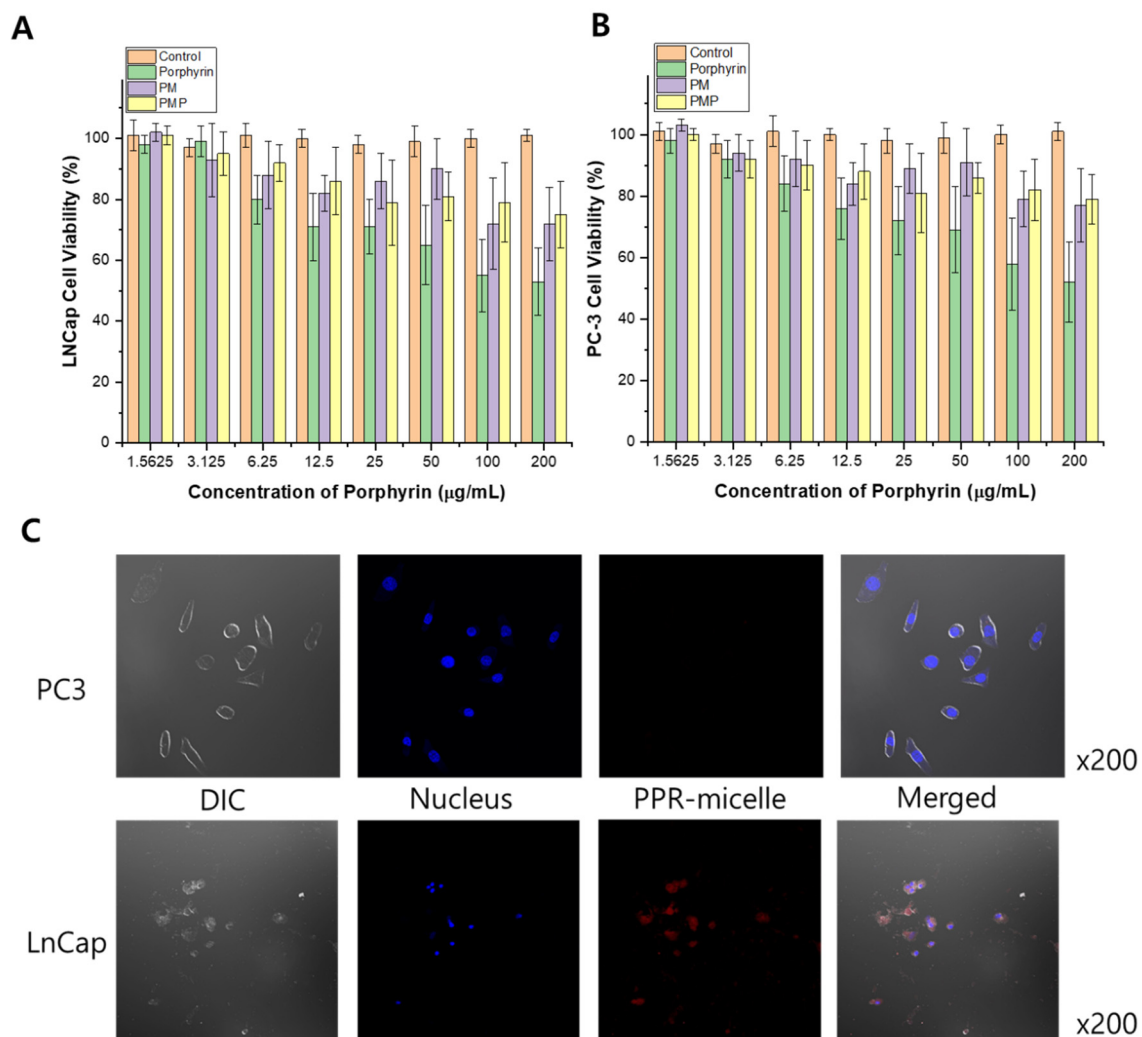 A
Control
Porphyrin
PM
PMP
LNCap Cell Viability (%)
100
80
60
40
20
0
1.5625 3.125 6.25 12.5 25 50 100 200
Concentration of Porphyrin (μg/mL)
B
Control
Porphyrin
PM
PMP
PC-3 Cell Viability (%)
100
80
60
40
20
0
1.5625 3.125 6.25 12.5 25 50 100 200
Concentration of Porphyrin (μg/mL)
C
PC3
x200
DIC Nucleus PPR-micelle Merged
LnCap
x200